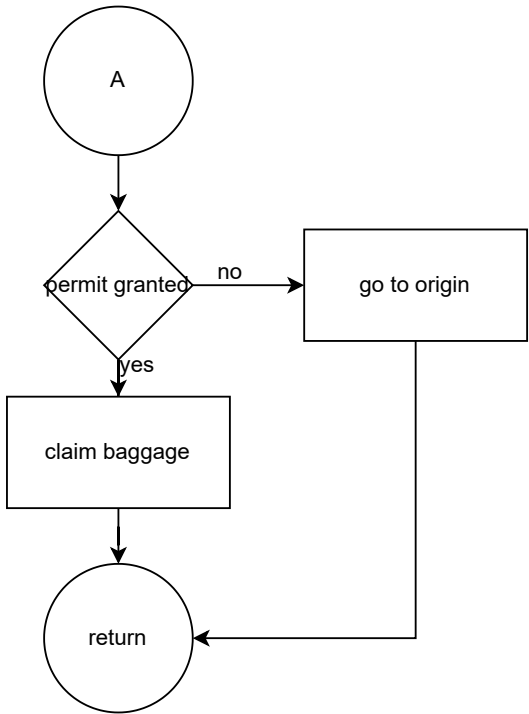 A
permit granted
no
go to origin
yes
claim baggage
return